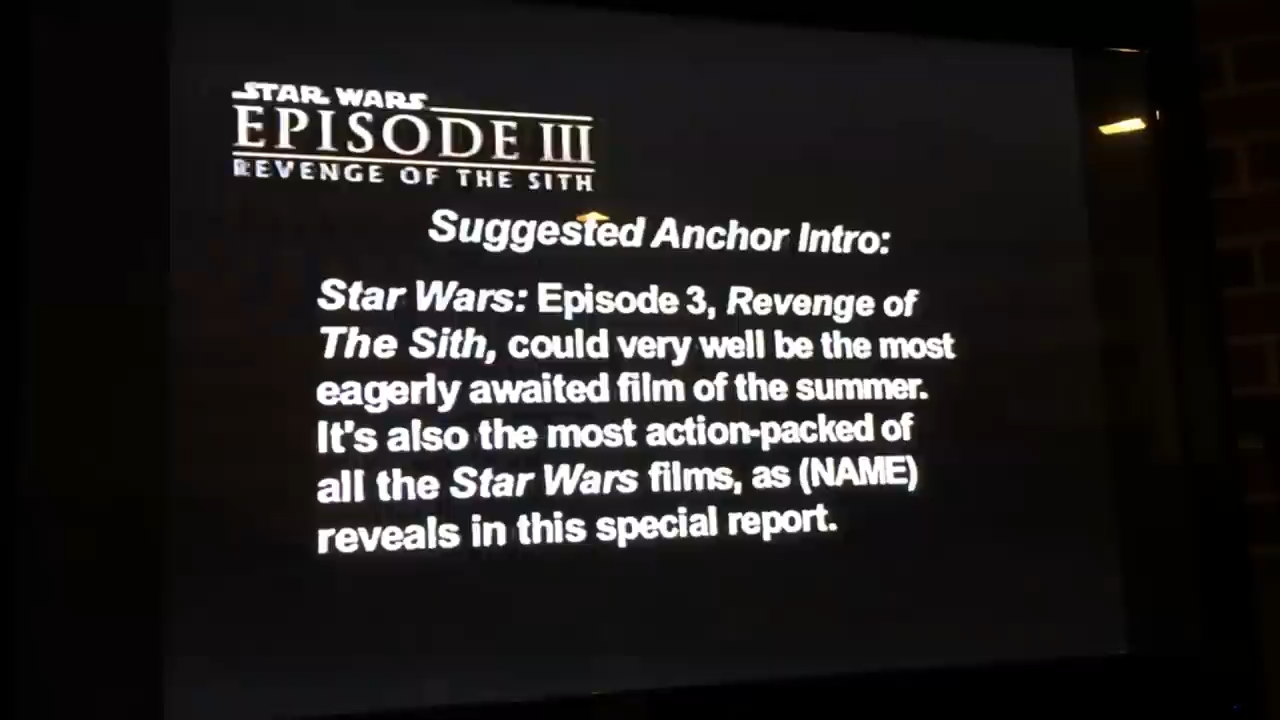 STAR WARS
EPISODE III
REVENGE OF THE SITH
Suggested Anchor Intro:
Star Wars: Episode 3, Revenge of
The Sith, could very well be the most
eagerly awaited film of the summer.
It's also the most action-packed of
all the Star Wars films, as (NAME)
reveals in this special report.